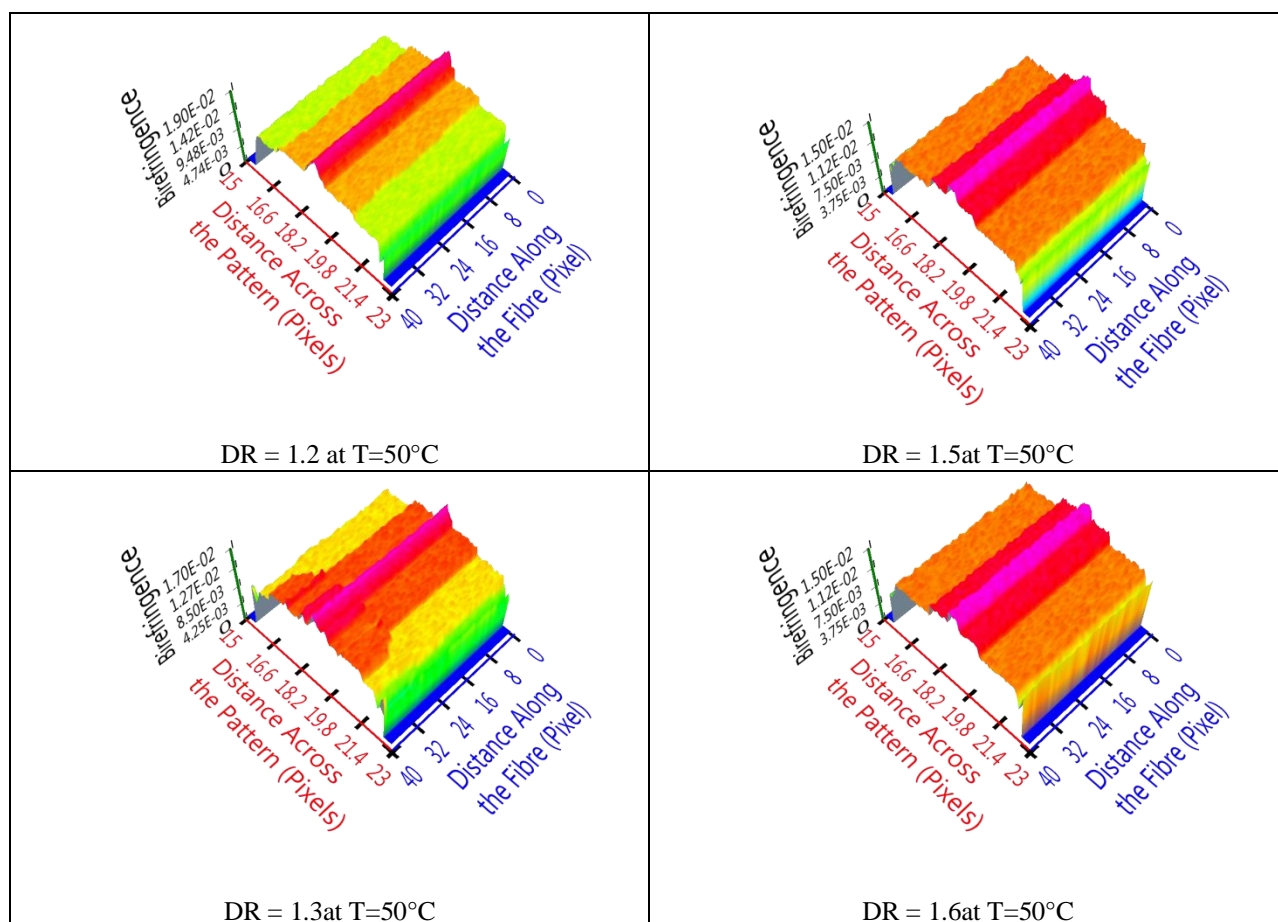 Birefringence
1.90E-02
1.42E-02
9.48E-03
4.74E-03
0
15
16.6
18.2
19.8
21.4
23
Distance Across
the Pattern (Pixels)
40
32
24
16
8
0
Distance Along
the Fibre (Pixel)
DR = 1.2 at T=50°C
Birefringence
1.50E-02
1.12E-02
7.50E-03
3.75E-03
0
15
16.6
18.2
19.8
21.4
23
Distance Across
the Pattern (Pixels)
40
32
24
16
8
0
Distance Along
the Fibre (Pixel)
DR = 1.5at T=50°C
Birefringence
1.70E-02
1.27E-02
8.50E-03
4.25E-03
0
15
16.6
18.2
19.8
21.4
23
Distance Across
the Pattern (Pixels)
40
32
24
16
8
0
Distance Along
the Fibre (Pixel)
DR = 1.3at T=50°C
Birefringence
1.50E-02
1.12E-02
7.50E-03
3.75E-03
0
15
16.6
18.2
19.8
21.4
23
Distance Across
the Pattern (Pixels)
40
32
24
16
8
0
Distance Along
the Fibre (Pixel)
DR = 1.6at T=50°C